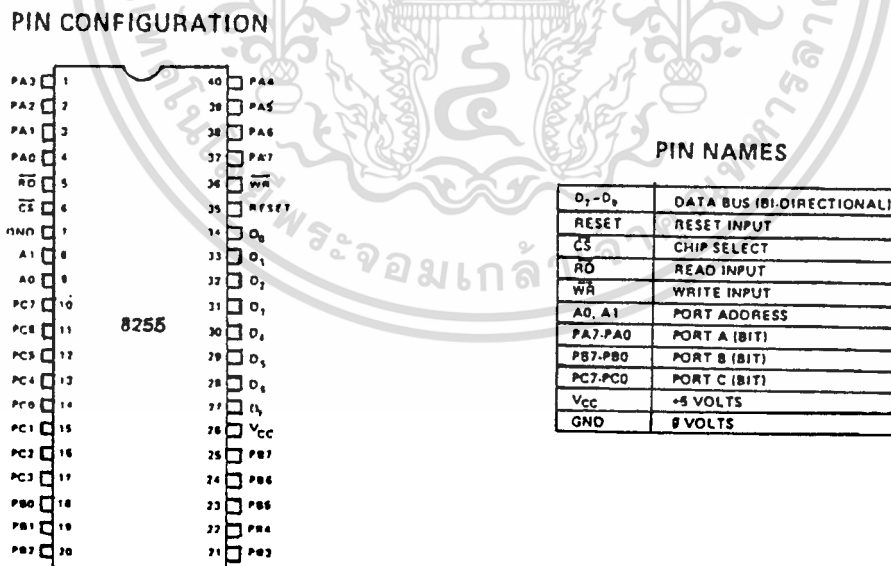 PIN CONFIGURATION
PA3 1
PA2 2
PA1 3
PA0 4
RD 5
CS 6
GND 7
A1 8
A0 9
PC7 10
PC6 11
PC5 12
PC4 13
PC0 14
PC1 15
PC2 16
PC3 17
PB0 18
PB1 19
PB2 20
8255
40 PA4
39 PA5
38 PA6
37 PA7
36 WR
35 RESET
34 D0
33 D1
32 D2
31 D3
30 D4
29 D5
28 D6
27 D7
26 VCC
25 PB7
24 PB6
23 PB5
22 PB4
21 PB3
PIN NAMES
D7-D0 DATA BUS (BI-DIRECTIONAL)
RESET RESET INPUT
CS CHIP SELECT
RD READ INPUT
WR WRITE INPUT
A0, A1 PORT ADDRESS
PA7-PA0 PORT A (BIT)
PB7-PB0 PORT B (BIT)
PC7-PC0 PORT C (BIT)
VCC +5 VOLTS
GND 0 VOLTS